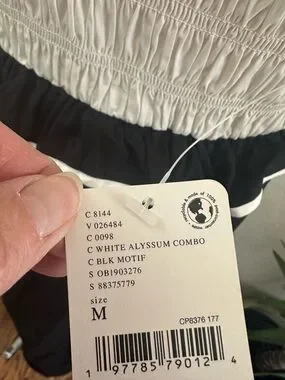 C 8144
V 026484
C 0098
C WHITE ALYSSUM COMBO
C BLK MOTIF
S OB1903276
S 88375779
size
M
CP8376 177
1 97785 79012 4